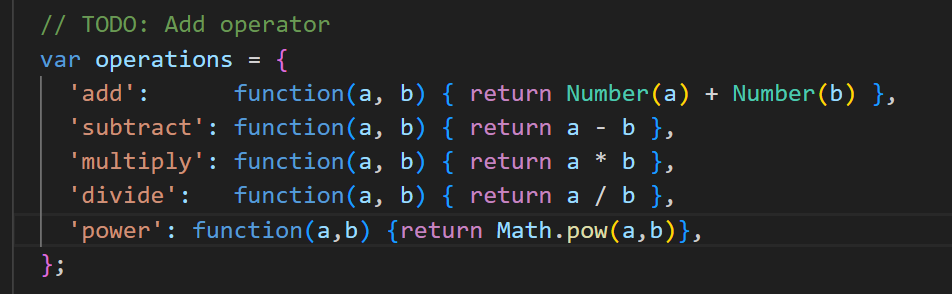 // TODO: Add operator
var operations = {
  'add':      function(a, b) { return Number(a) + Number(b) },
  'subtract': function(a, b) { return a - b },
  'multiply': function(a, b) { return a * b },
  'divide':   function(a, b) { return a / b },
  'power': function(a,b) {return Math.pow(a,b)},
};